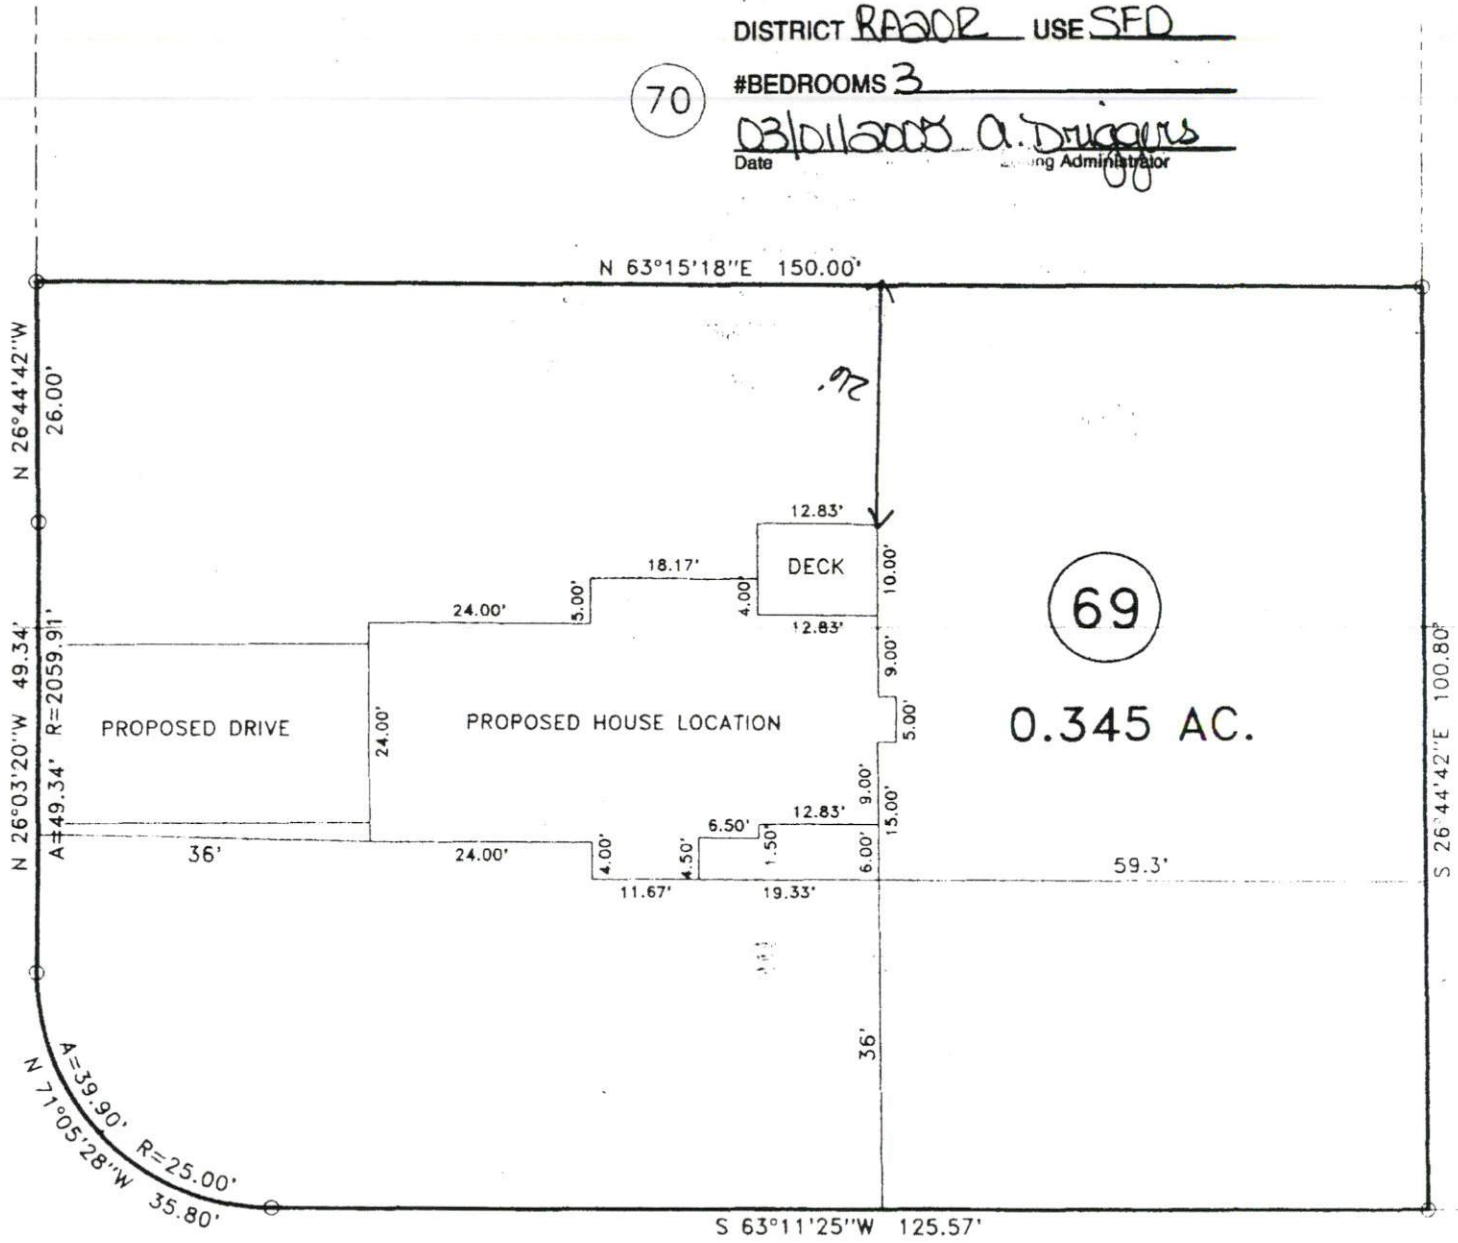 DISTRICT RA20R USE SFD
#BEDROOMS 3
70
03/01/2005 A. Driggers
Date Zoning Administrator
N 63°15'18"E 150.00'
N 26°44'42"W
26.00'
26'
12.83'
DECK
10.00'
18.17'
5.00'
4.00'
24.00'
12.83'
9.00'
69
N 26°03'20"W 49.34'
A=49.34' R=2059.91'
PROPOSED DRIVE
24.00'
PROPOSED HOUSE LOCATION
5.00'
0.345 AC.
S 26°44'42"E 100.80'
9.00'
15.00'
12.83'
6.50'
1.50'
6.00'
36'
24.00'
4.00'
4.50'
59.3'
11.67'
19.33'
36'
A=39.90' R=25.00'
N 71°05'28"W 35.80'
S 63°11'25"W 125.57'